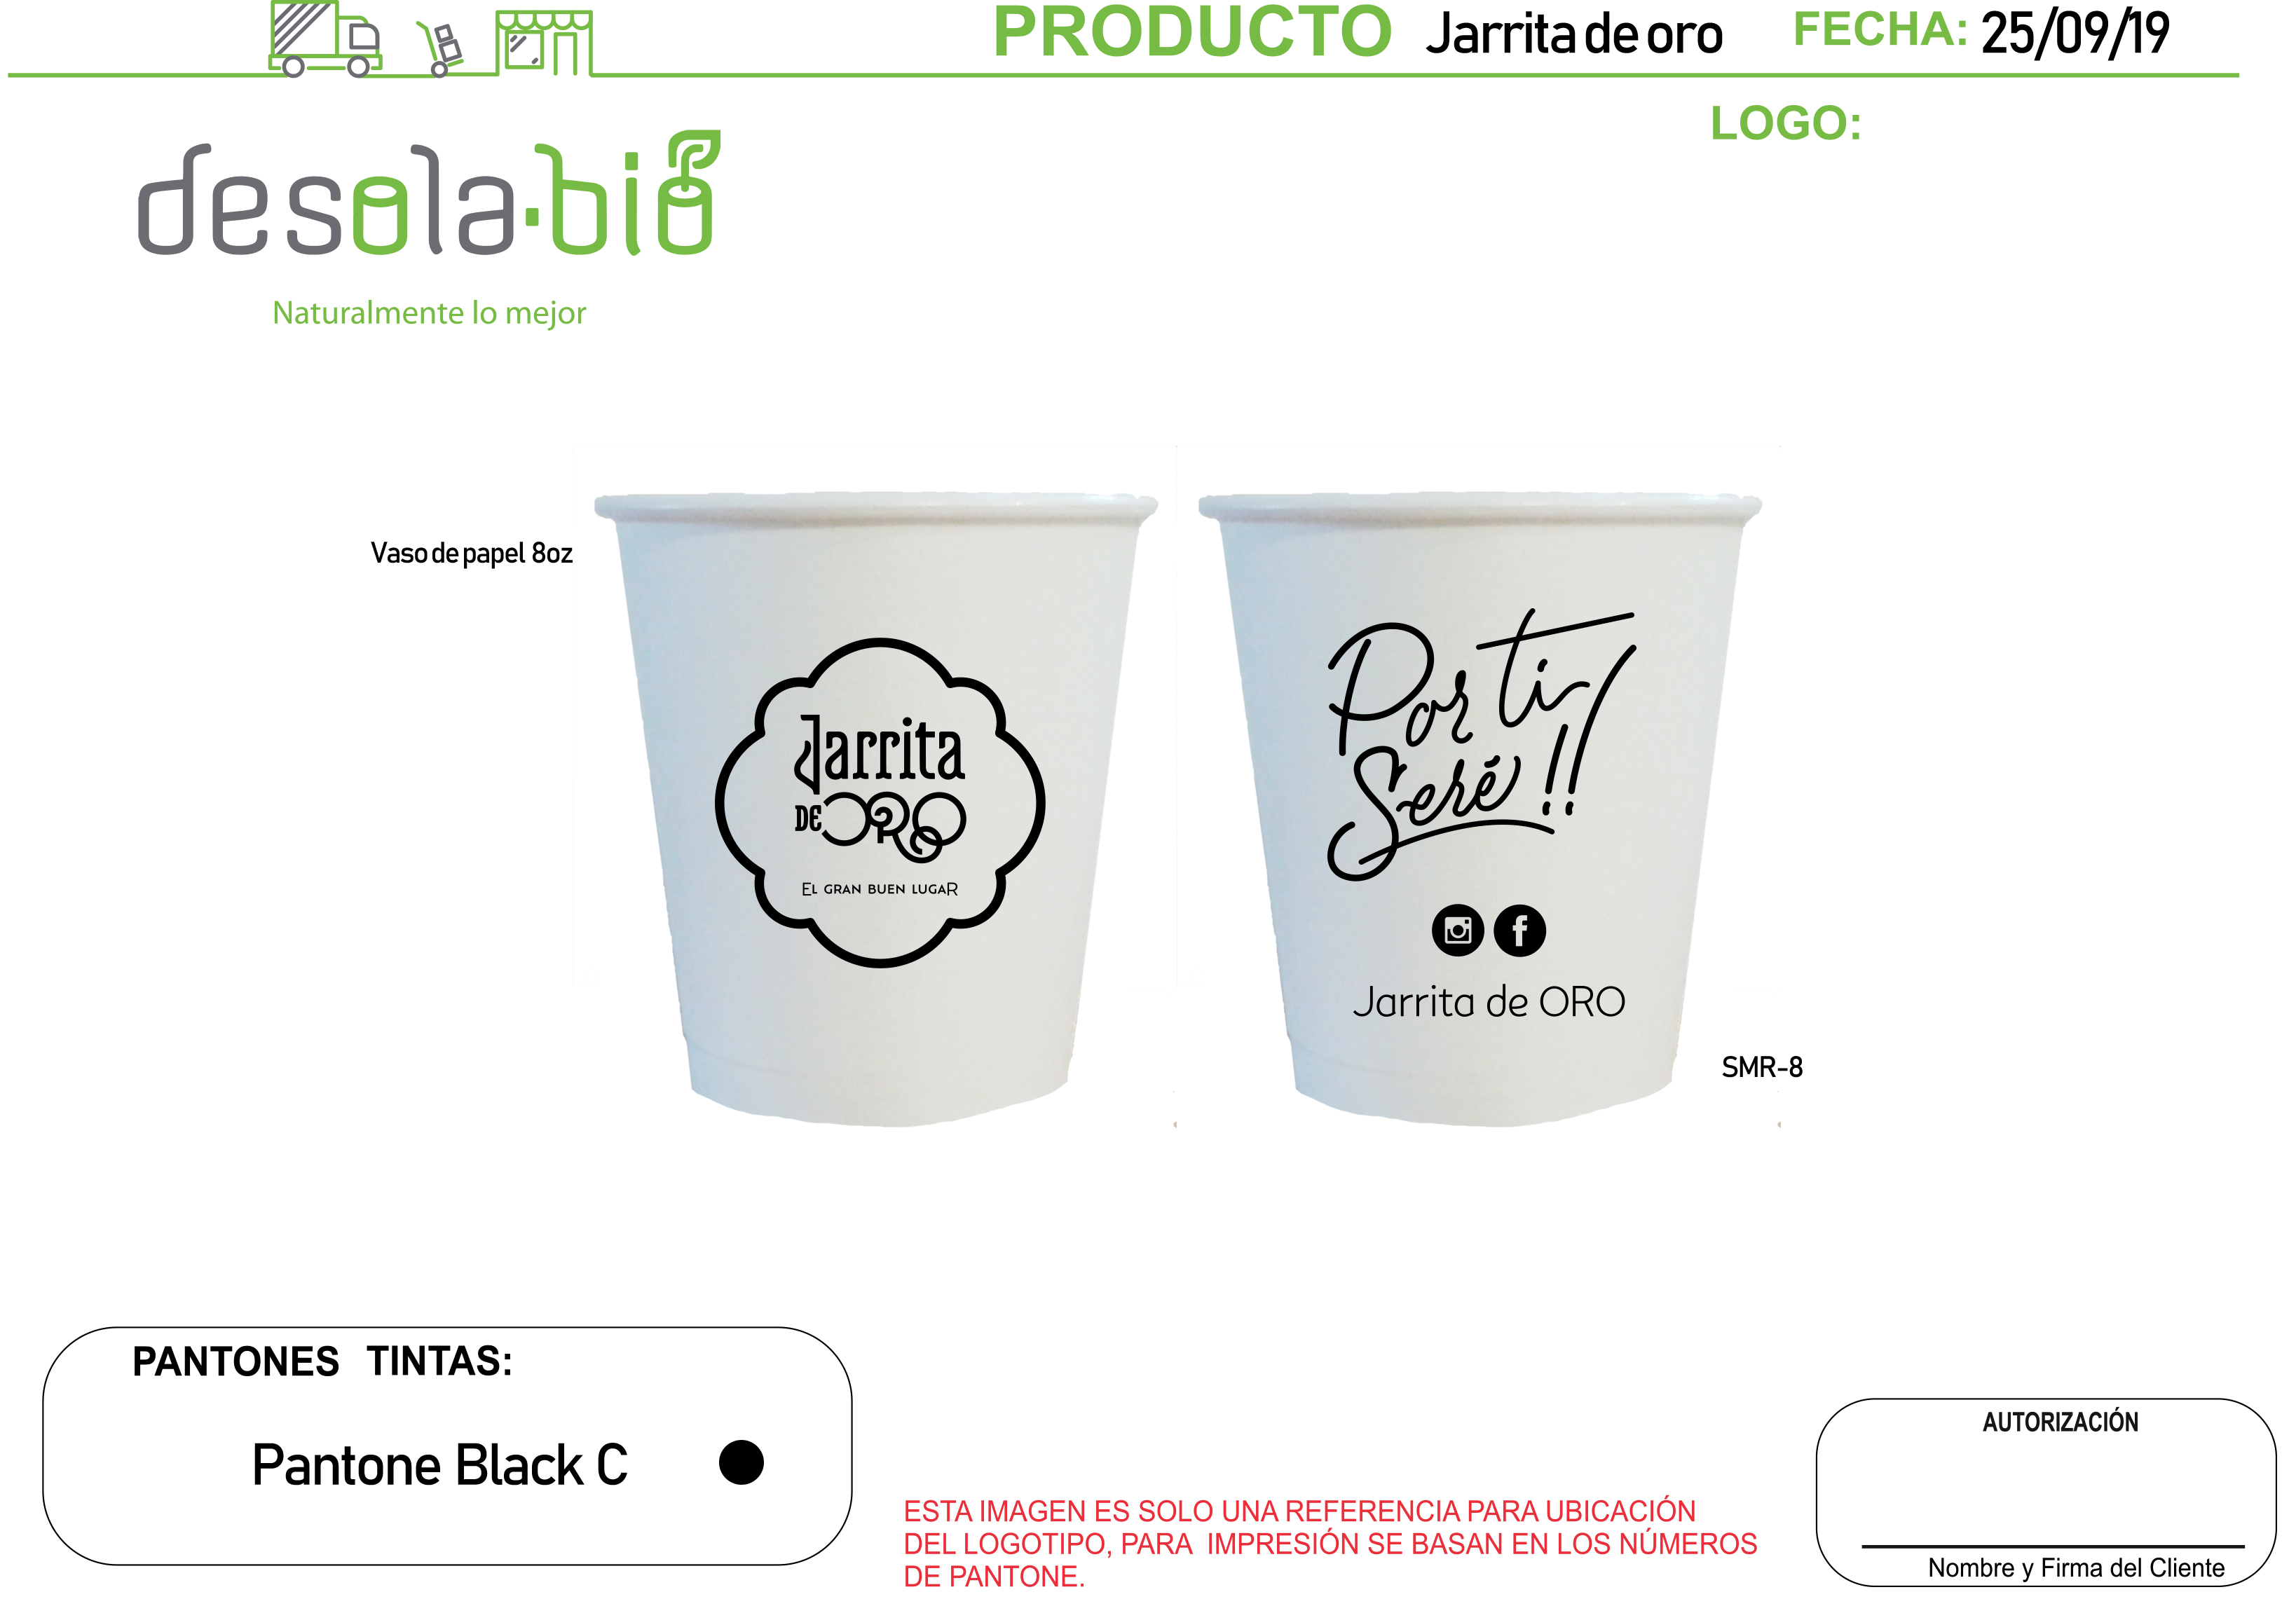 PRODUCTO Jarrita de oro FECHA: 25/09/19
LOGO:
desola·bio
Naturalmente lo mejor
Vaso de papel 8oz
Jarrita
DE ORO
EL GRAN BUEN LUGAR
Por ti
Seré!!
Jarrita de ORO
SMR-8
PANTONES TINTAS:
Pantone Black C
ESTA IMAGEN ES SOLO UNA REFERENCIA PARA UBICACIÓN
DEL LOGOTIPO, PARA IMPRESIÓN SE BASAN EN LOS NÚMEROS
DE PANTONE.
AUTORIZACIÓN
Nombre y Firma del Cliente